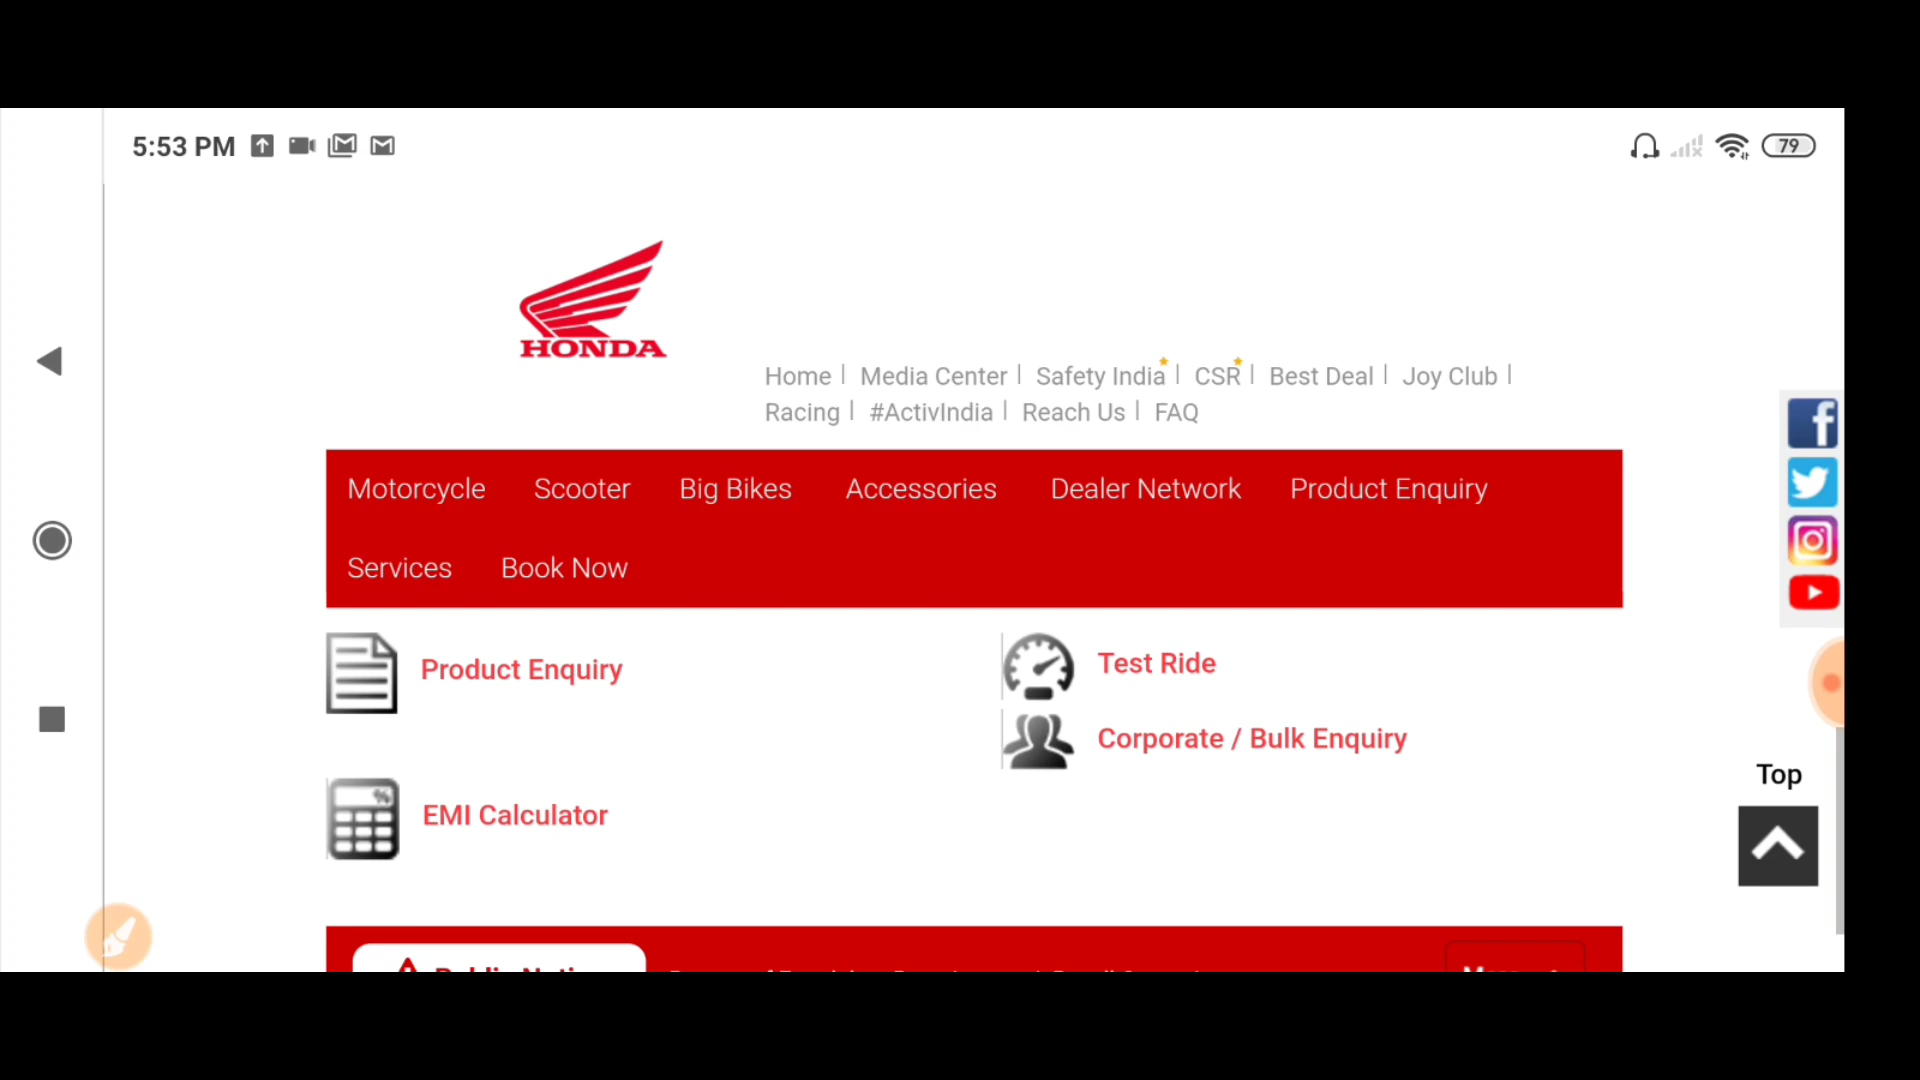 5:53 PM
79
HONDA
Home | Media Center | Safety India | CSR | Best Deal | Joy Club |
Racing | #ActivIndia | Reach Us | FAQ
Motorcycle Scooter Big Bikes Accessories Dealer Network Product Enquiry
Services Book Now
Product Enquiry
Test Ride
Corporate / Bulk Enquiry
EMI Calculator
Top